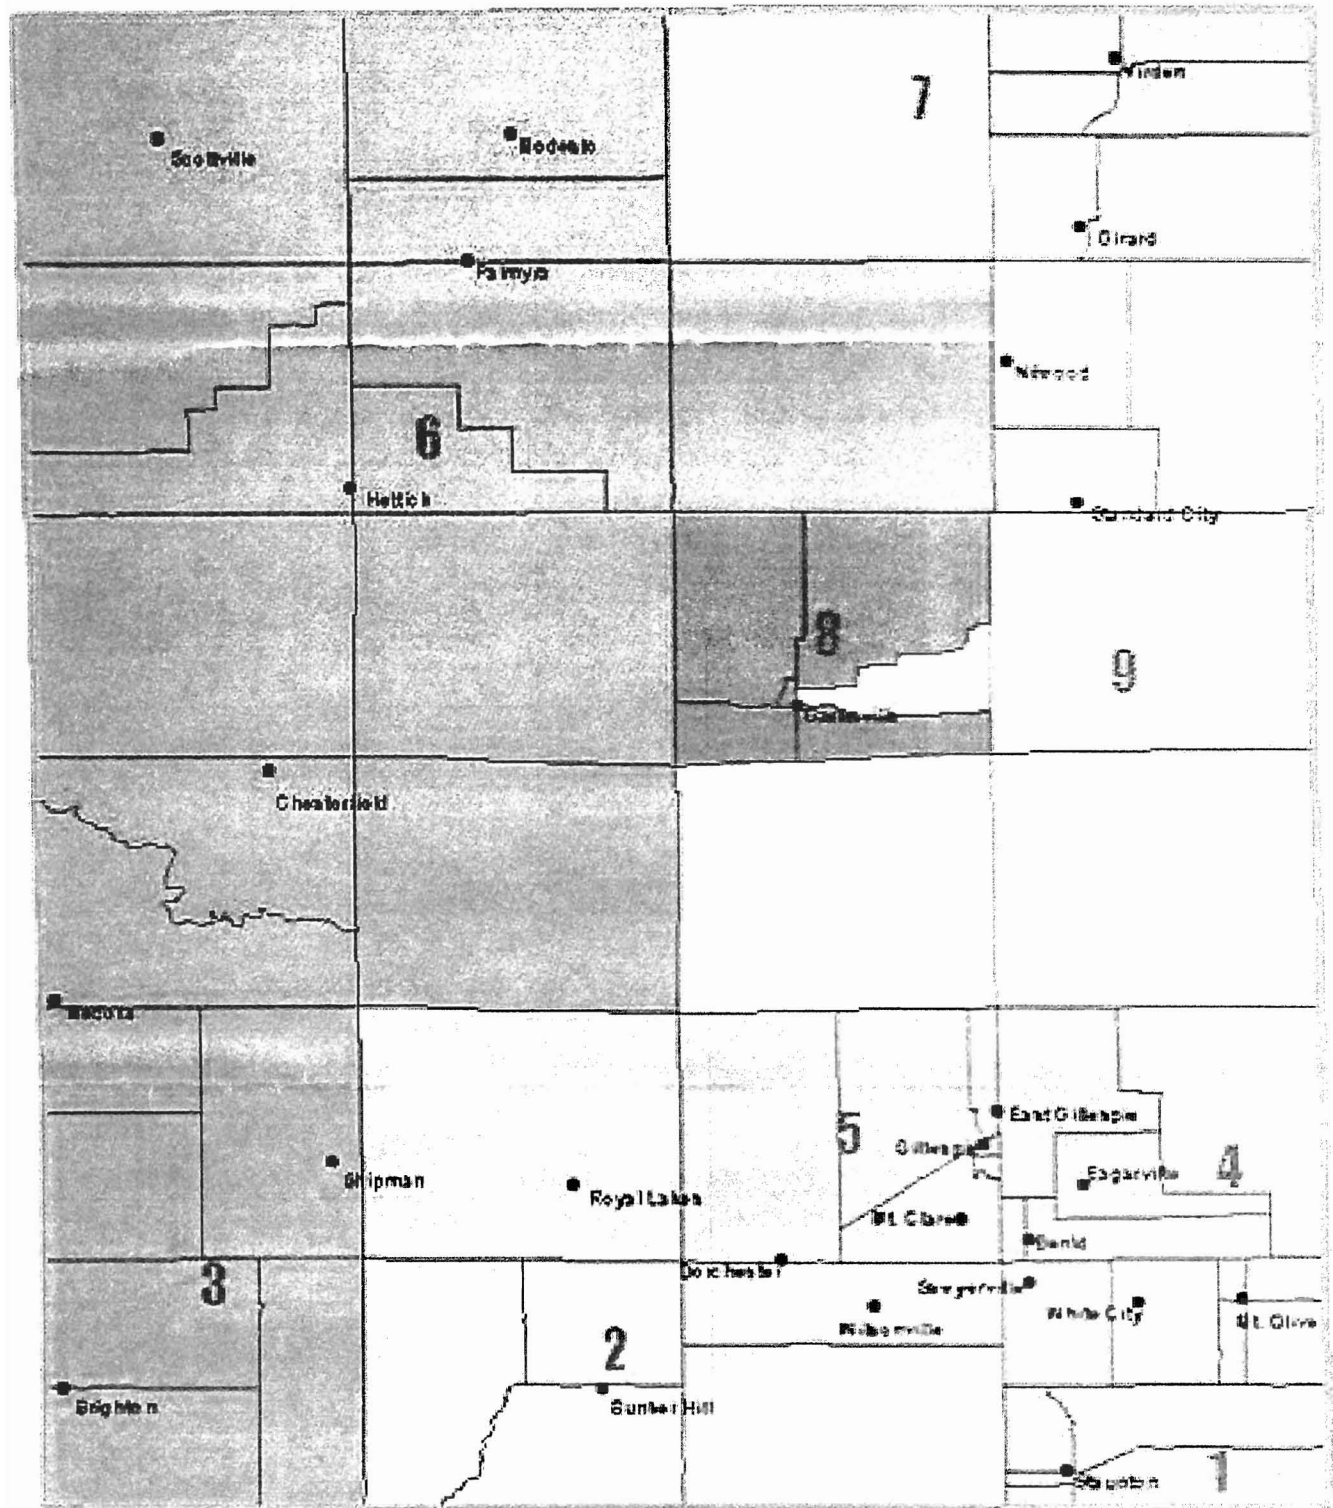 7
Virden
Scottville
Modesto
Girard
Palmyra
Nilwood
6
Hettick
Standard City
8
9
Carlinville
Chesterfield
Medora
East Gillespie
5
Gillespie
4
Shipman
Eagarville
Royal Lakes
Mt. Clare
Benld
Dorchester
3
Sawyerville
White City
Mt. Olive
Wilsonville
2
Brighton
Bunker Hill
1
Staunton